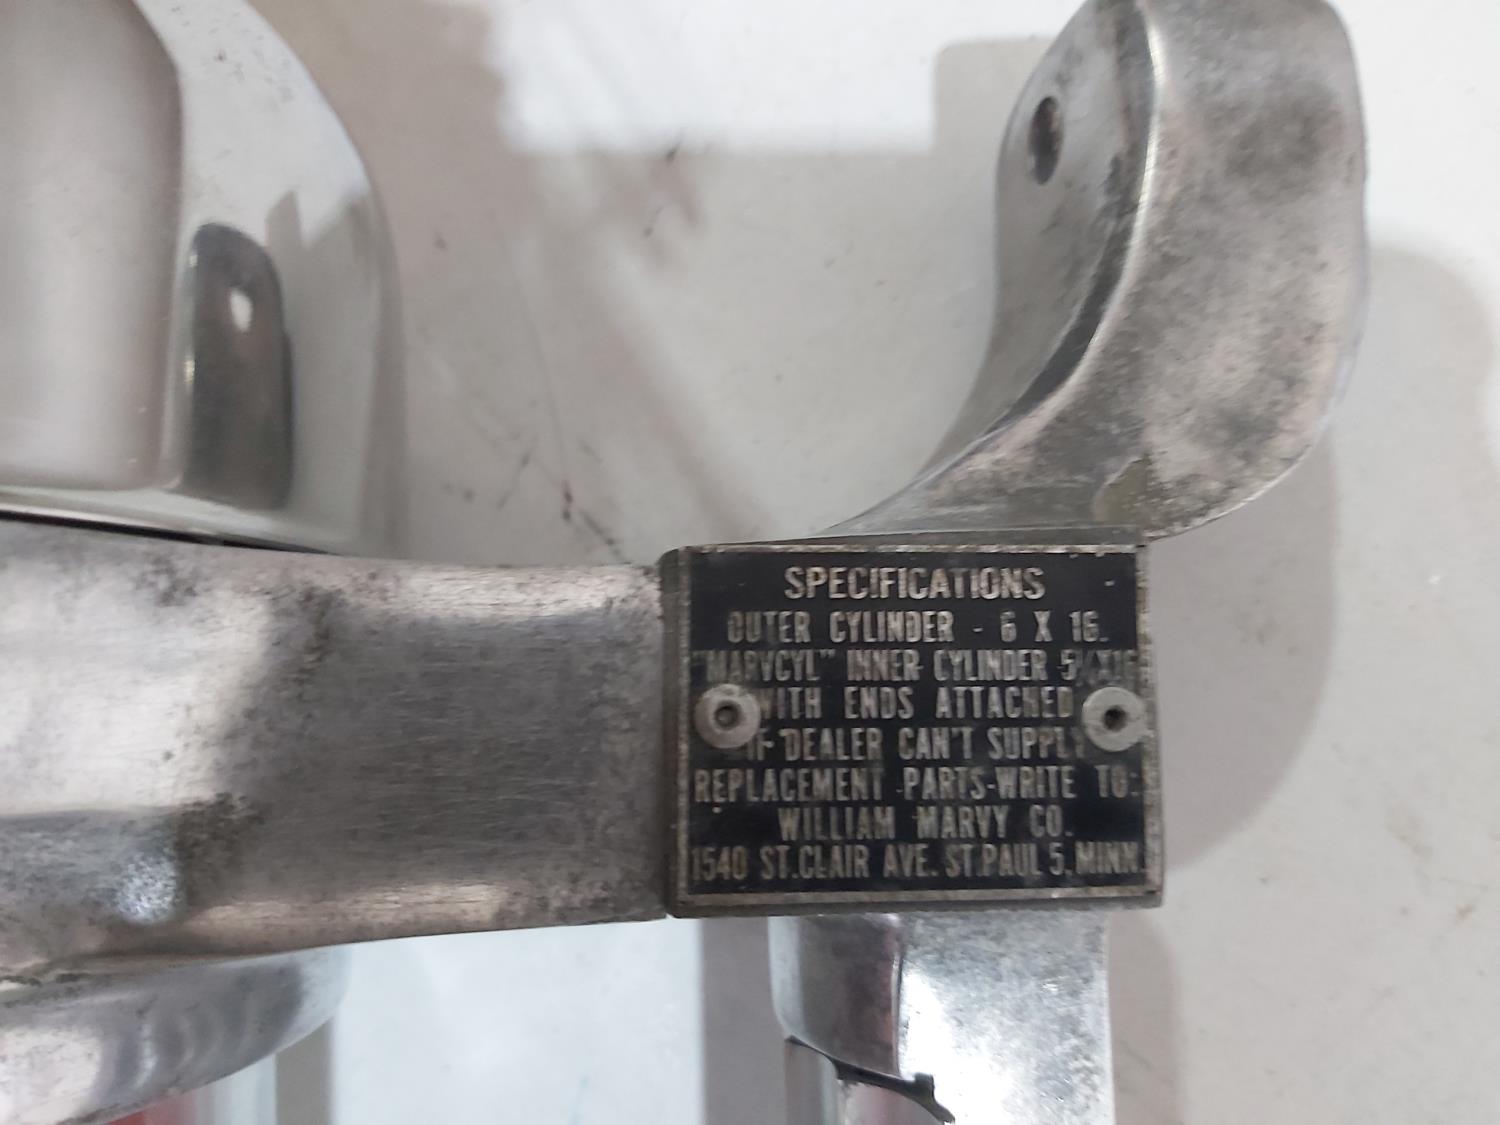 SPECIFICATIONS
OUTER CYLINDER - 6 X 16.
"MARVCYL" INNER CYLINDER
WITH ENDS ATTACHED
IF DEALER CAN'T SUPPLY
REPLACEMENT PARTS-WRITE TO:
WILLIAM MARVY CO.
1540 ST.CLAIR AVE. ST.PAUL 5, MINN.